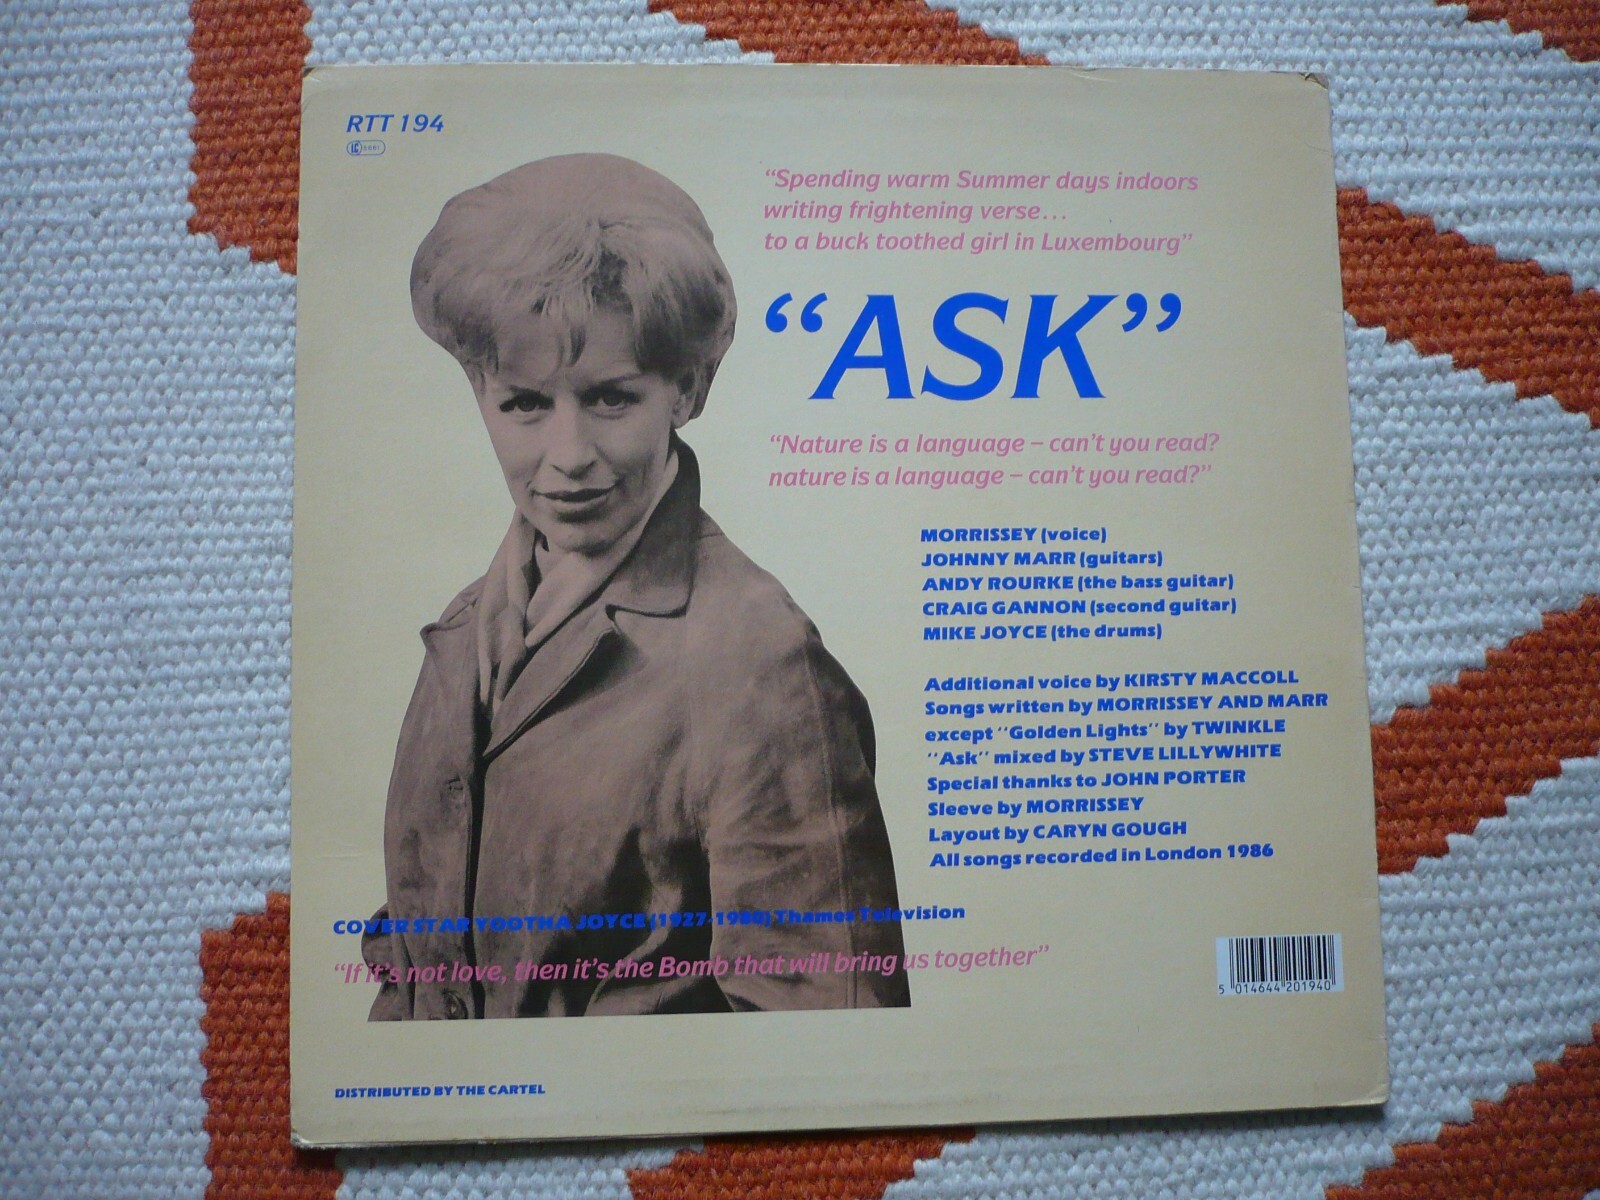 RTT 194
LC
“Spending warm Summer days indoors
writing frightening verse...
to a buck toothed girl in Luxembourg”
“ASK”
“Nature is a language – can't you read?
nature is a language – can't you read?”
MORRISSEY (voice)
JOHNNY MARR (guitars)
ANDY ROURKE (the bass guitar)
CRAIG GANNON (second guitar)
MIKE JOYCE (the drums)
Additional voice by KIRSTY MACCOLL
Songs written by MORRISSEY AND MARR
except “Golden Lights” by TWINKLE
“Ask” mixed by STEVE LILLYWHITE
Special thanks to JOHN PORTER
Sleeve by MORRISSEY
Layout by CARYN GOUGH
All songs recorded in London 1986
COVER STAR YOOTHA JOYCE (1927-1980) Thames Television
“If it's not love, then it's the Bomb that will bring us together”
5 014644 201940
DISTRIBUTED BY THE CARTEL